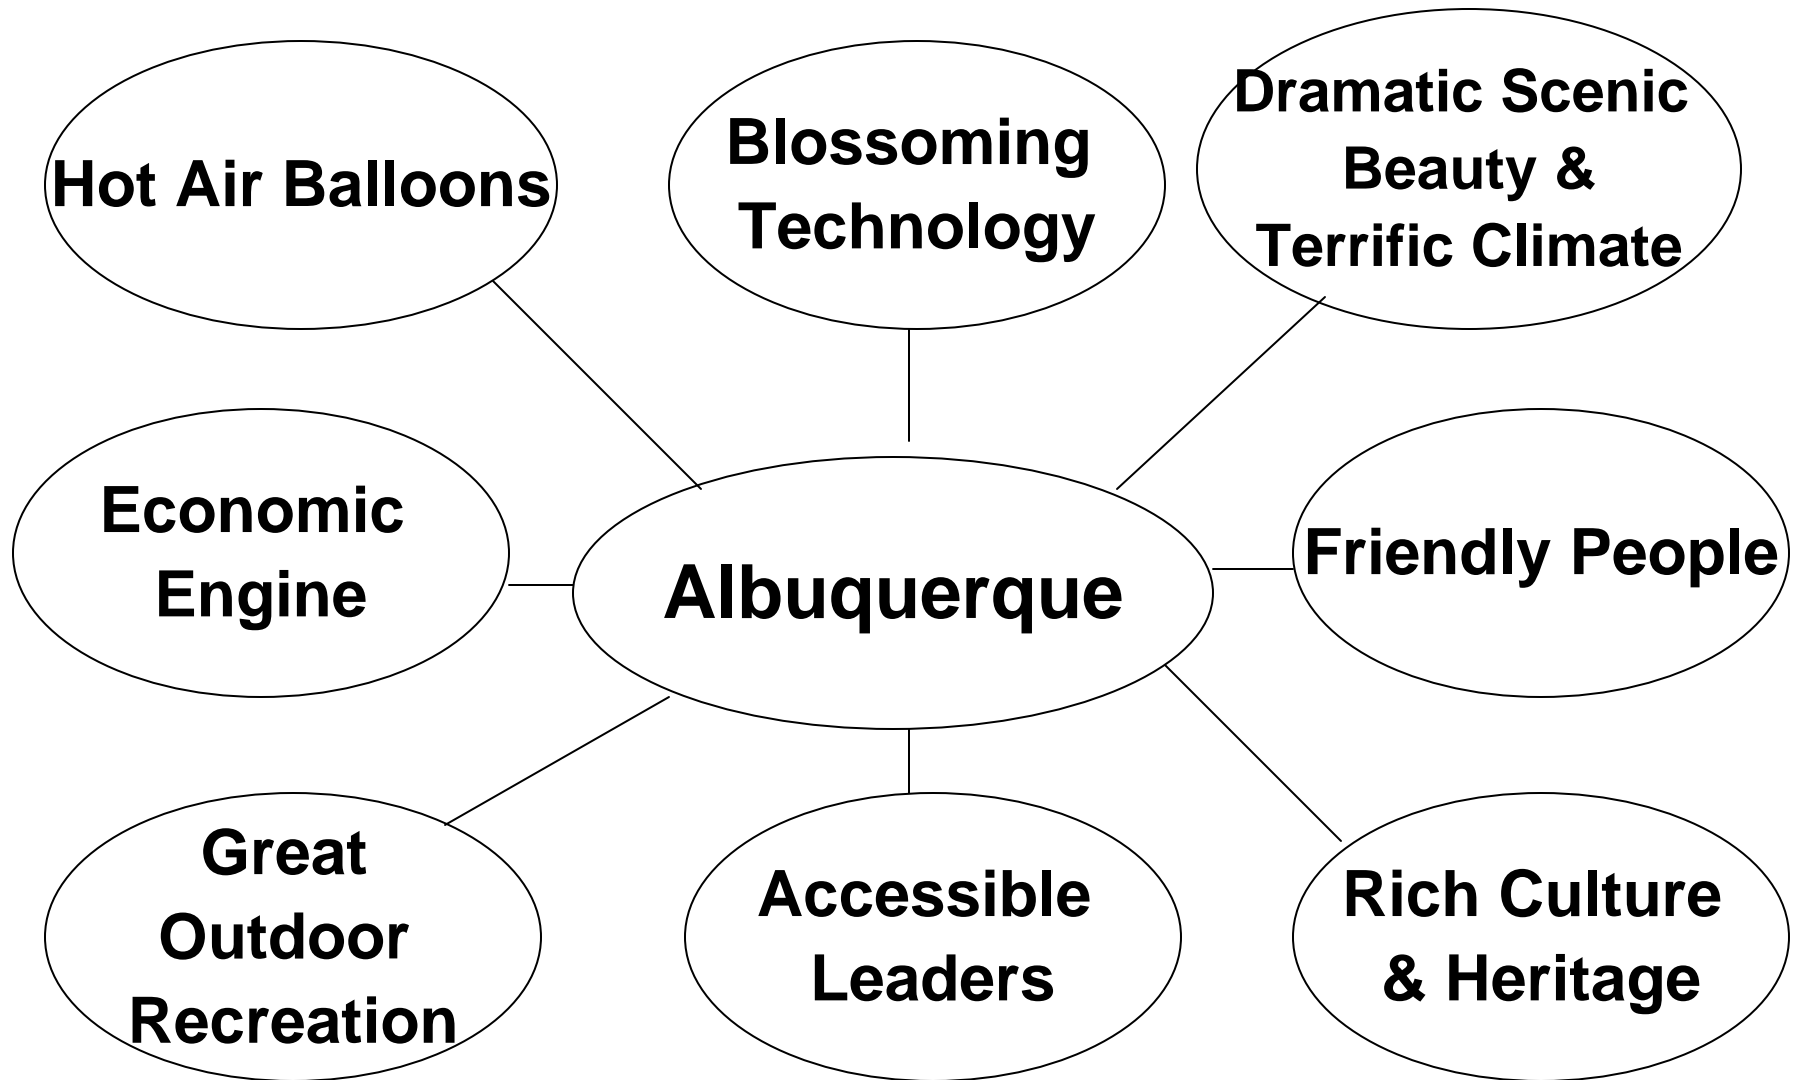 Hot Air Balloons
Blossoming
Technology
Dramatic Scenic
Beauty &
Terrific Climate
Economic
Engine
Albuquerque
Friendly People
Great
Outdoor
Recreation
Accessible
Leaders
Rich Culture
& Heritage